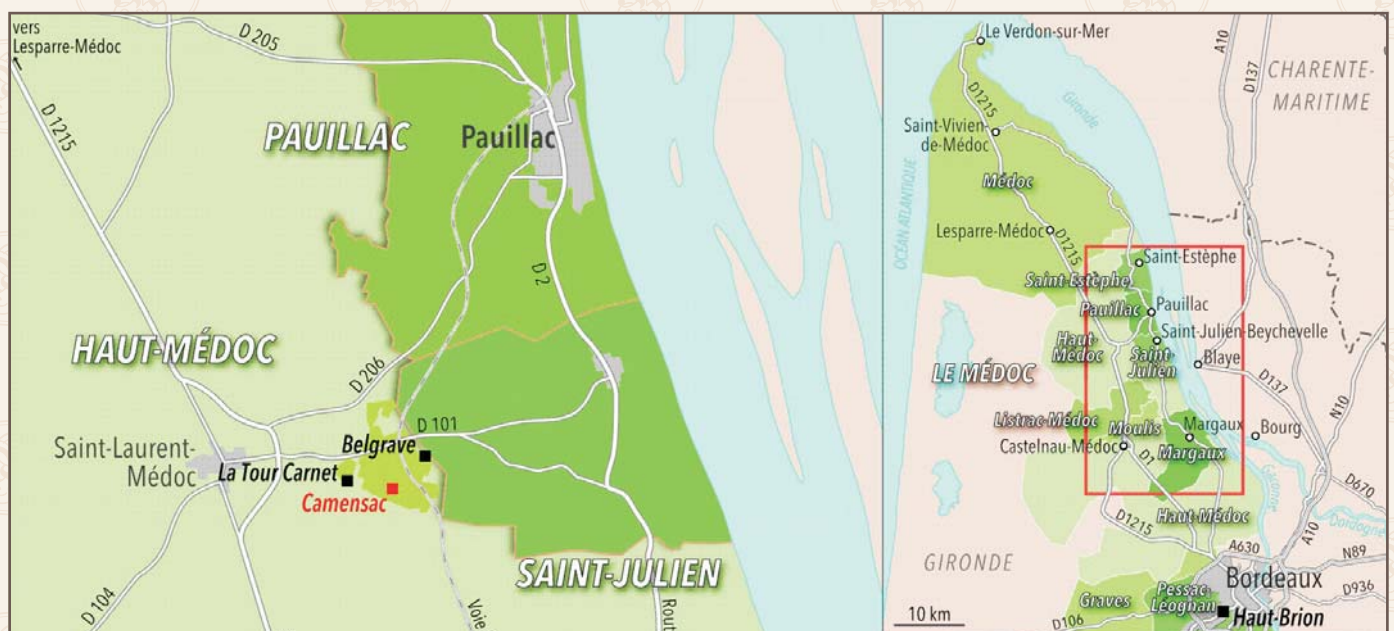 vers
Lesparre-Médoc
D 205
D 1215
PAUILLAC
Pauillac
D 2
HAUT-MÉDOC
D 206
D 101
Saint-Laurent-
Médoc
Belgrave
La Tour Carnet
Camensac
SAINT-JULIEN
D 104
Voie
Rout
Le Verdon-sur-Mer
A10
D137
CHARENTE-
MARITIME
D1215
Gironde
Saint-Vivien-
de-Médoc
Médoc
OCÉAN ATLANTIQUE
Lesparre-Médoc
D1215
Saint-Estèphe
Saint-Estèphe
Pauillac
Pauillac
Saint-Julien-Beychevelle
Haut-
Médoc
Saint-
Julien
Blaye
LE MÉDOC
D137
N10
Listrac-Médoc
Moulis
Margaux
Bourg
Castelnau-Médoc
D1
Margaux
D670
Garonne
Dordogne
D1215
Haut-Médoc
A10
GIRONDE
A630
N89
Bordeaux
D936
Pessac-
Léognan
Graves
Haut-Brion
D106
10 km